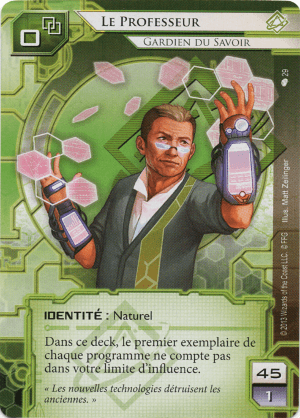 0
Le Professeur
Gardien du Savoir
29
Illus. Matt Zeilinger
© 2013 Wizards of the Coast LLC. © FFG
IDENTITÉ : Naturel
Dans ce deck, le premier exemplaire de
chaque programme ne compte pas
dans votre limite d'influence.
« Les nouvelles technologies détruisent les
anciennes. »
45
1